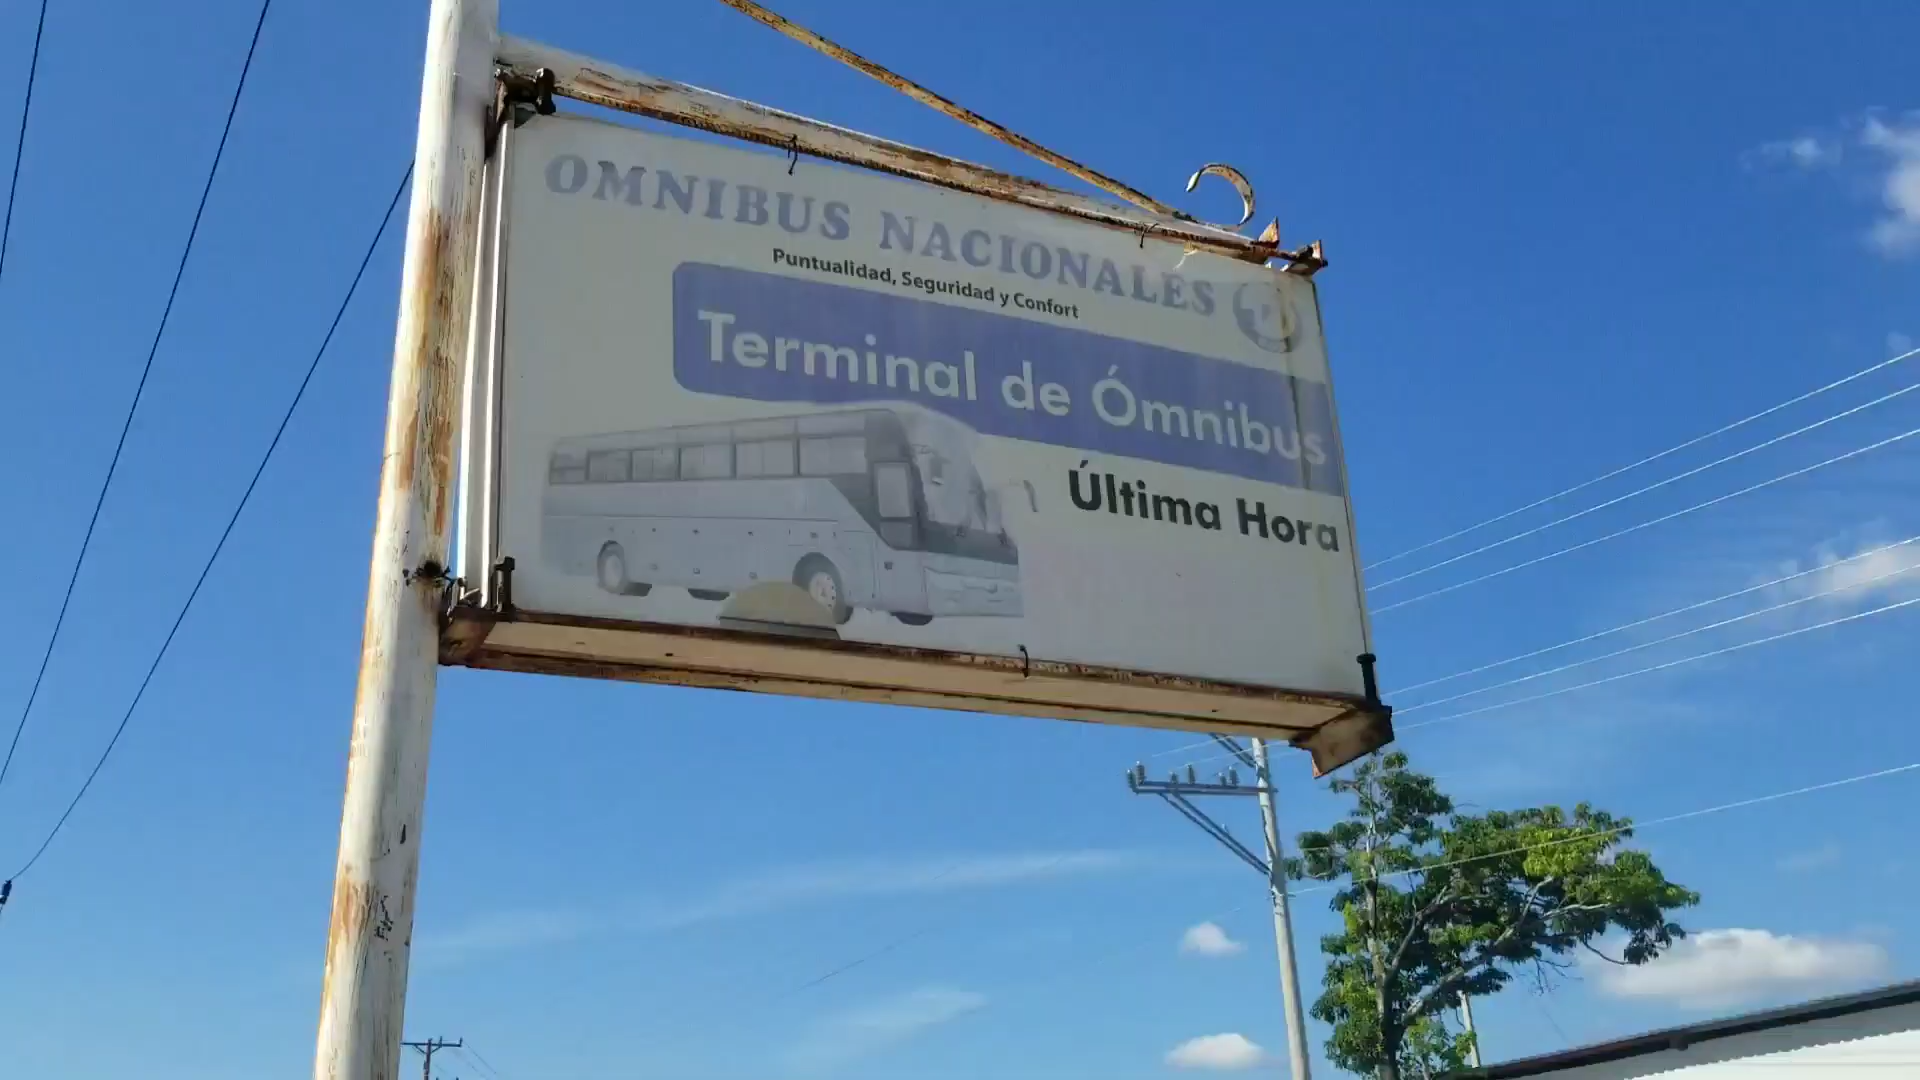 OMNIBUS NACIONALES
Puntualidad, Seguridad y Confort
Terminal de Ómnibus
Última Hora